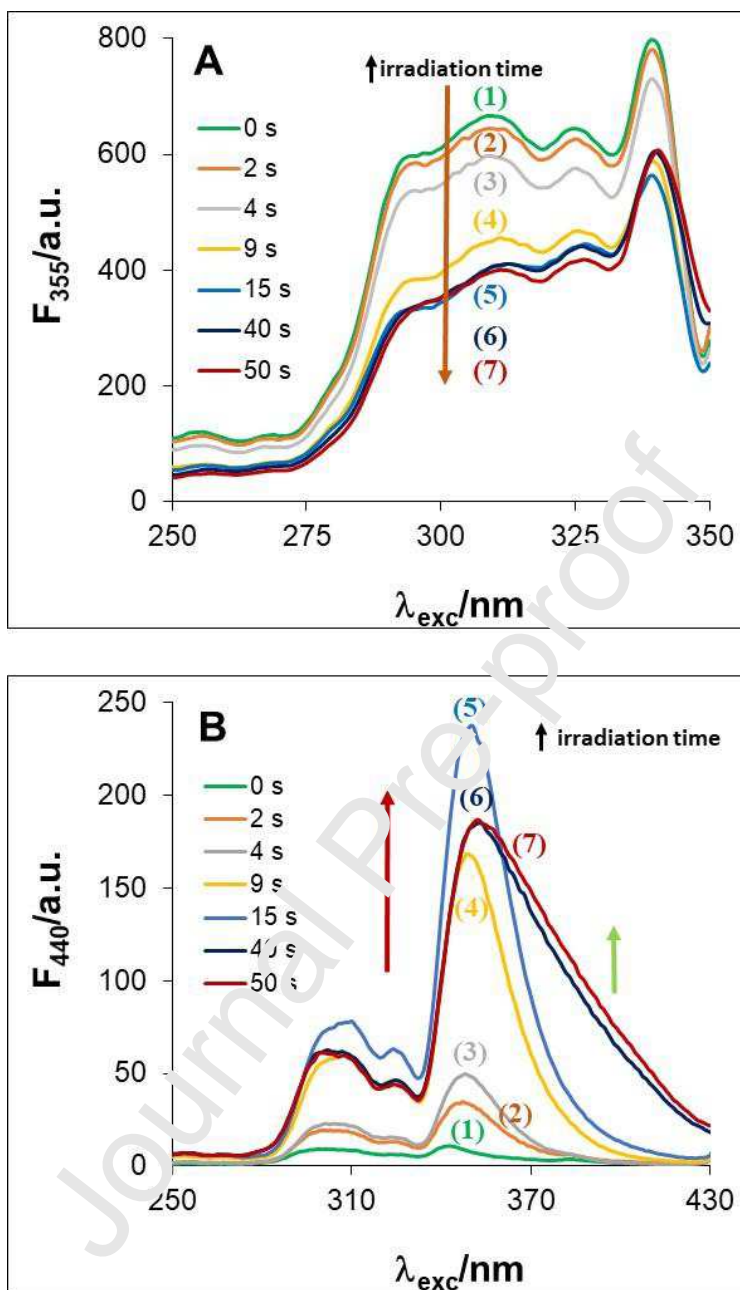 A
↑ irradiation time
F355/a.u.
800
600
400
200
0
0 s
2 s
4 s
9 s
15 s
40 s
50 s
(1)
(2)
(3)
(4)
(5)
(6)
(7)
250 275 300 325 350
λexc/nm
B
↑ irradiation time
F440/a.u.
250
200
150
100
50
0
0 s
2 s
4 s
9 s
15 s
40 s
50 s
(5)
(6)
(7)
(4)
(3)
(2)
(1)
250 310 370 430
λexc/nm
Journal Pre-proof